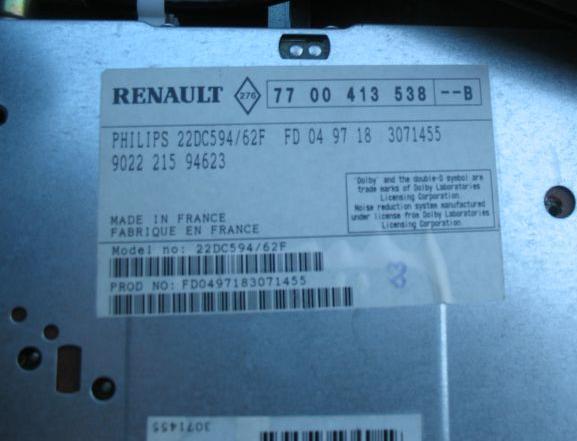 RENAULT 276 77 00 413 538 --B
PHILIPS 22DC594/62F FD 04 97 18 3071455
9022 215 94623
"Dolby" and the double-D symbol are
trade marks of Dolby Laboratories
Licensing Corporation.
Noise reduction system manufactured
under license from Dolby Laboratories
Licensing Corporation.
MADE IN FRANCE
FABRIQUE EN FRANCE
Model no: 22DC594/62F
PROD NO: FD0497183071455
3071455